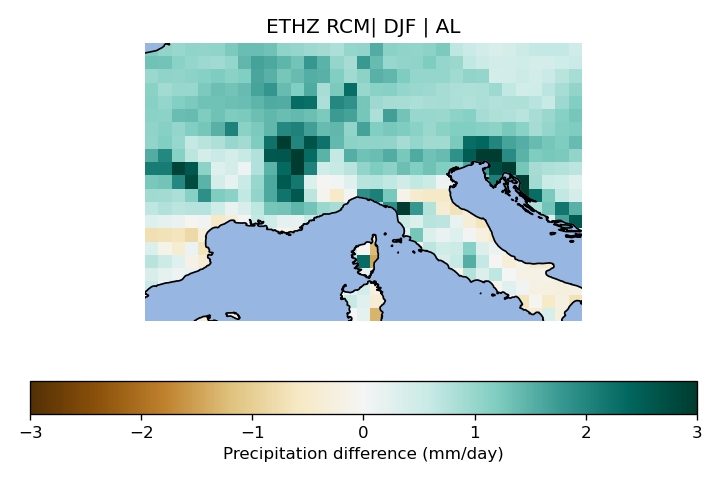 ETHZ RCM| DJF | AL
−3 −2 −1 0 1 2 3
Precipitation difference (mm/day)